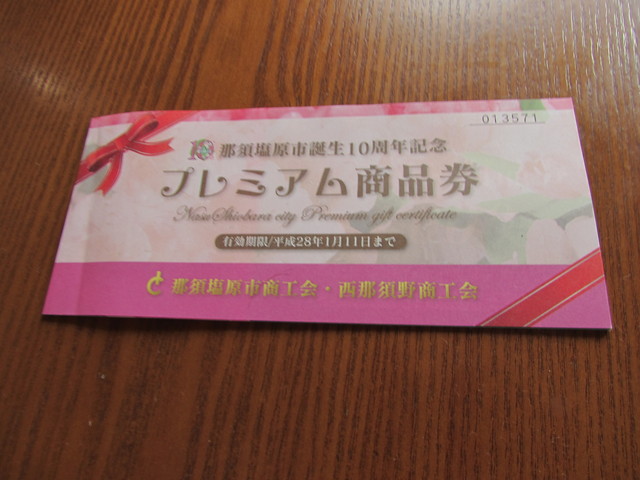 013571
那須塩原市誕生10周年記念
プレミアム商品券
Nasu Shiobara city Premium gift certificate
有効期限/平成28年1月11日まで
那須塩原市商工会・西那須野商工会